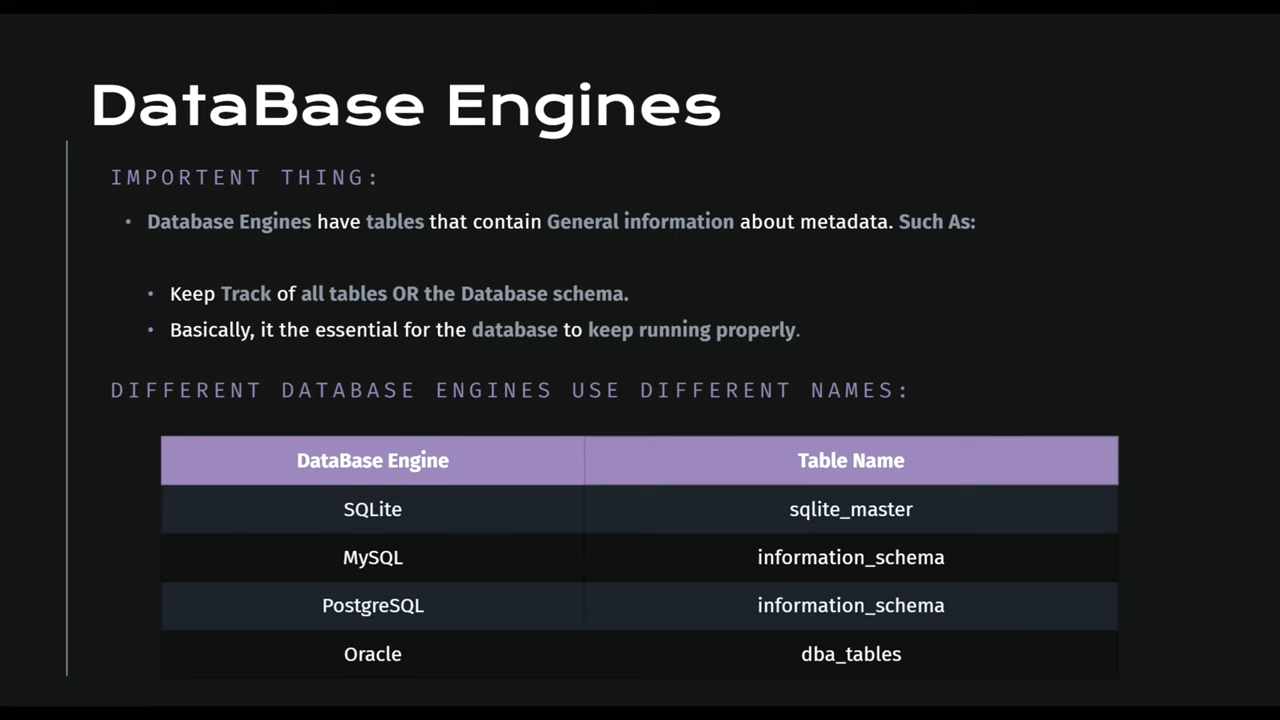 DataBase Engines
IMPORTENT THING:
• Database Engines have tables that contain General information about metadata. Such As:
• Keep Track of all tables OR the Database schema.
• Basically, it the essential for the database to keep running properly.
DIFFERENT DATABASE ENGINES USE DIFFERENT NAMES:
DataBase Engine Table Name
SQLite sqlite_master
MySQL information_schema
PostgreSQL information_schema
Oracle dba_tables